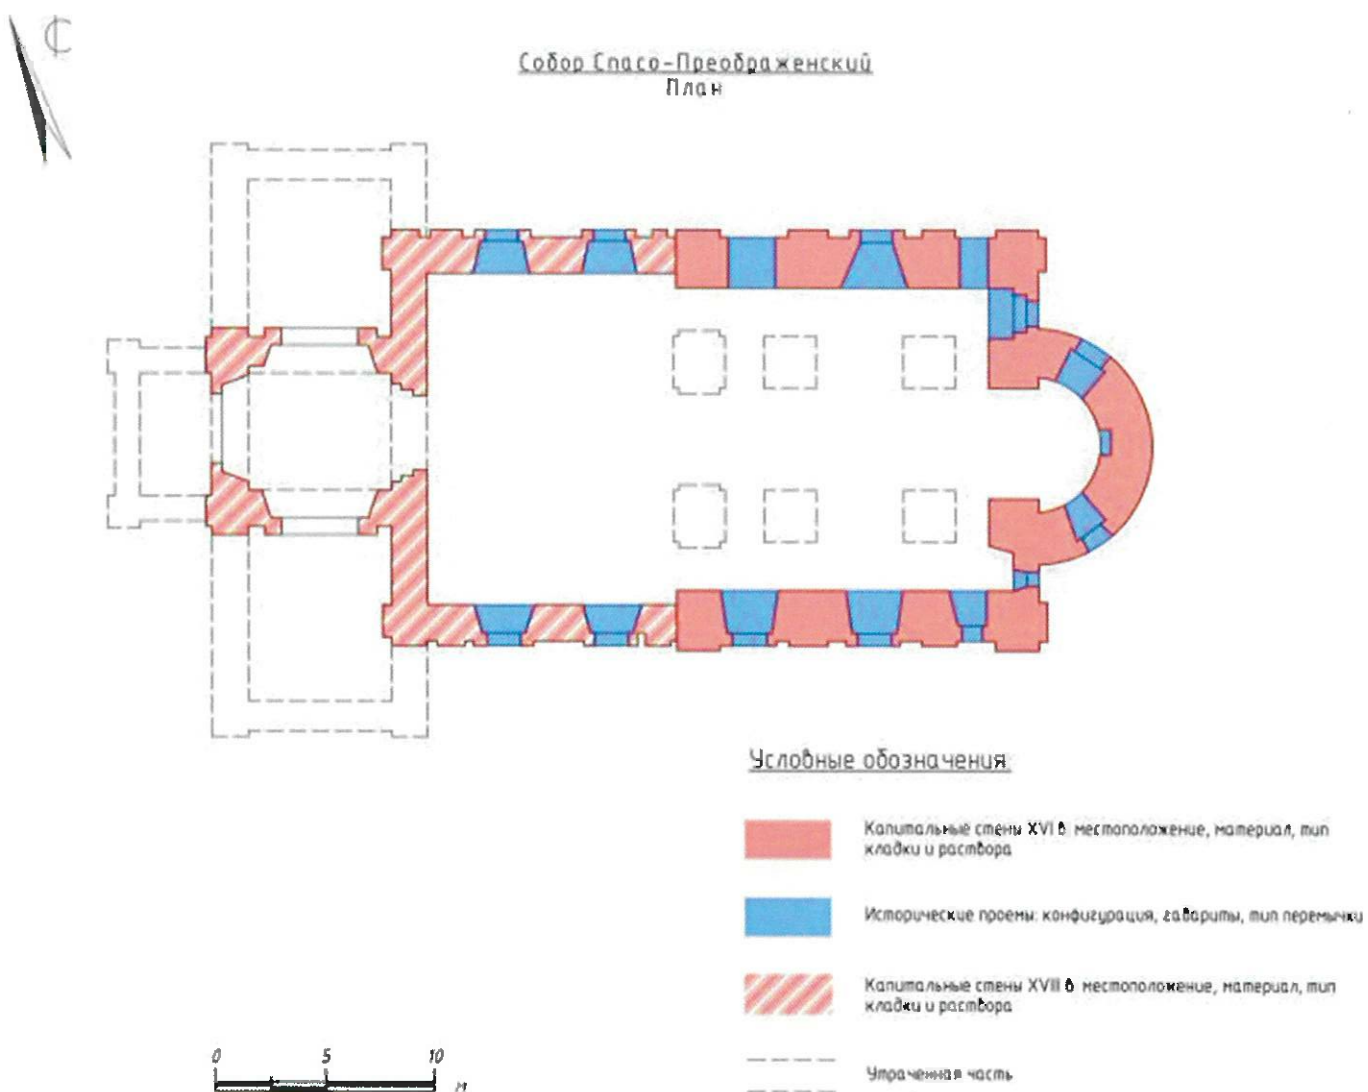 С
Собор Спасо-Преображенский
План
Условные обозначения:
Капитальные стены XVI в. местоположение, материал, тип
кладки и раствора
Исторические проемы: конфигурация, габариты, тип перемычки
Капитальные стены XVIII в. местоположение, материал, тип
кладки и раствора
Утраченная часть
0 5 10
м